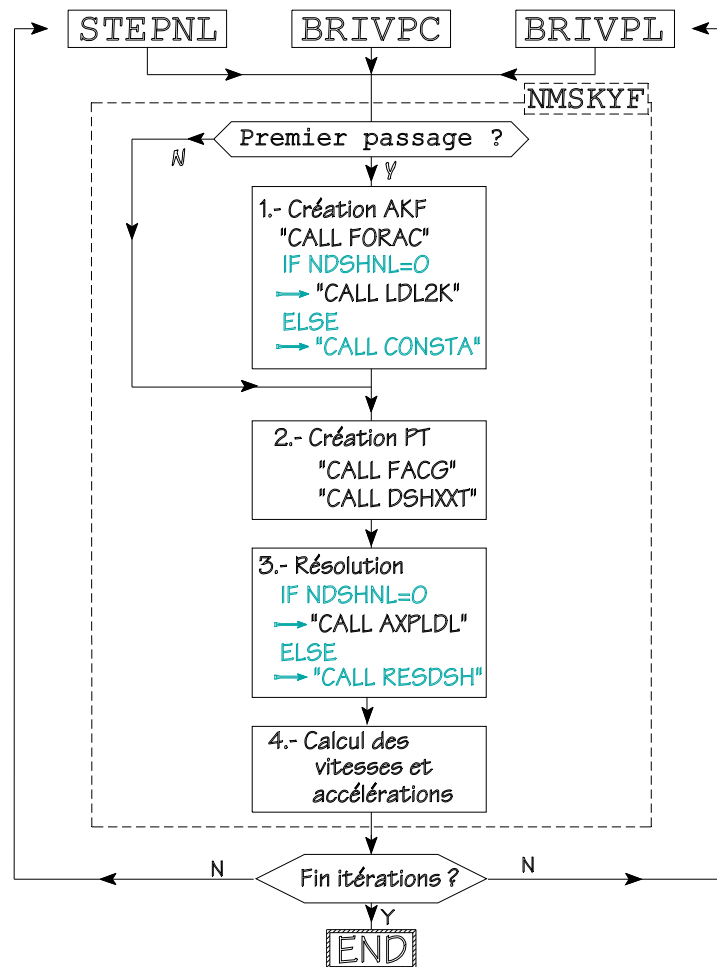 STEPNL
BRIVPC
BRIVPL
NMSKYF
Premier passage ?
N
Y
1.- Création AKF
"CALL FORAC"
IF NDSHNL=0
"CALL LDL2K"
ELSE
"CALL CONSTA"
2.- Création PT
"CALL FACG"
"CALL DSHXXT"
3.- Résolution
IF NDSHNL=0
"CALL AXPLDL"
ELSE
"CALL RESDSH"
4.- Calcul des
vitesses et
accélérations
N
Fin itérations ?
N
Y
END